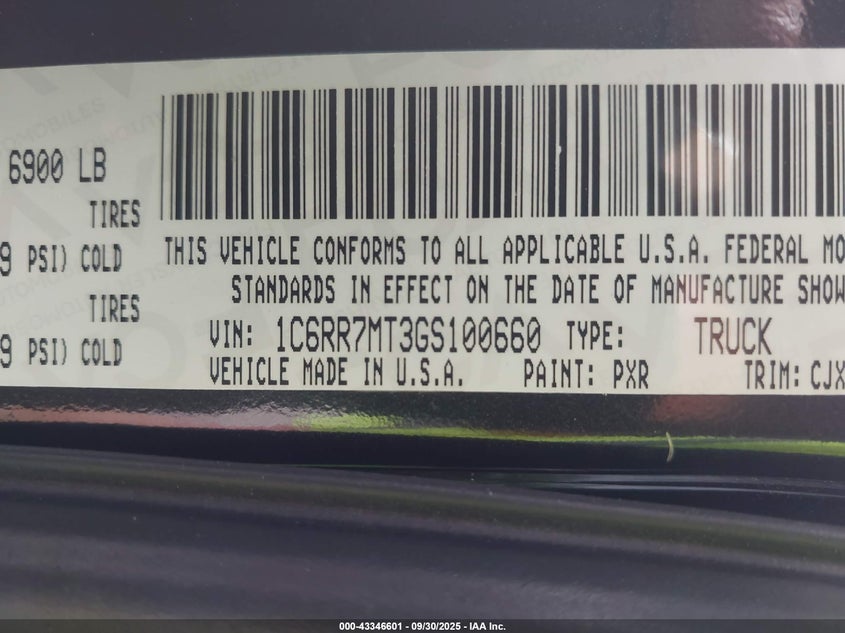 6900 LB
TIRES
9 PSI) COLD
TIRES
9 PSI) COLD
THIS VEHICLE CONFORMS TO ALL APPLICABLE U.S.A. FEDERAL MO
STANDARDS IN EFFECT ON THE DATE OF MANUFACTURE SHOW
VIN: 1C6RR7MT3GS100660 TYPE: TRUCK
VEHICLE MADE IN U.S.A. PAINT: PXR TRIM: CJX
000-43346601 - 09/30/2025 - IAA Inc.